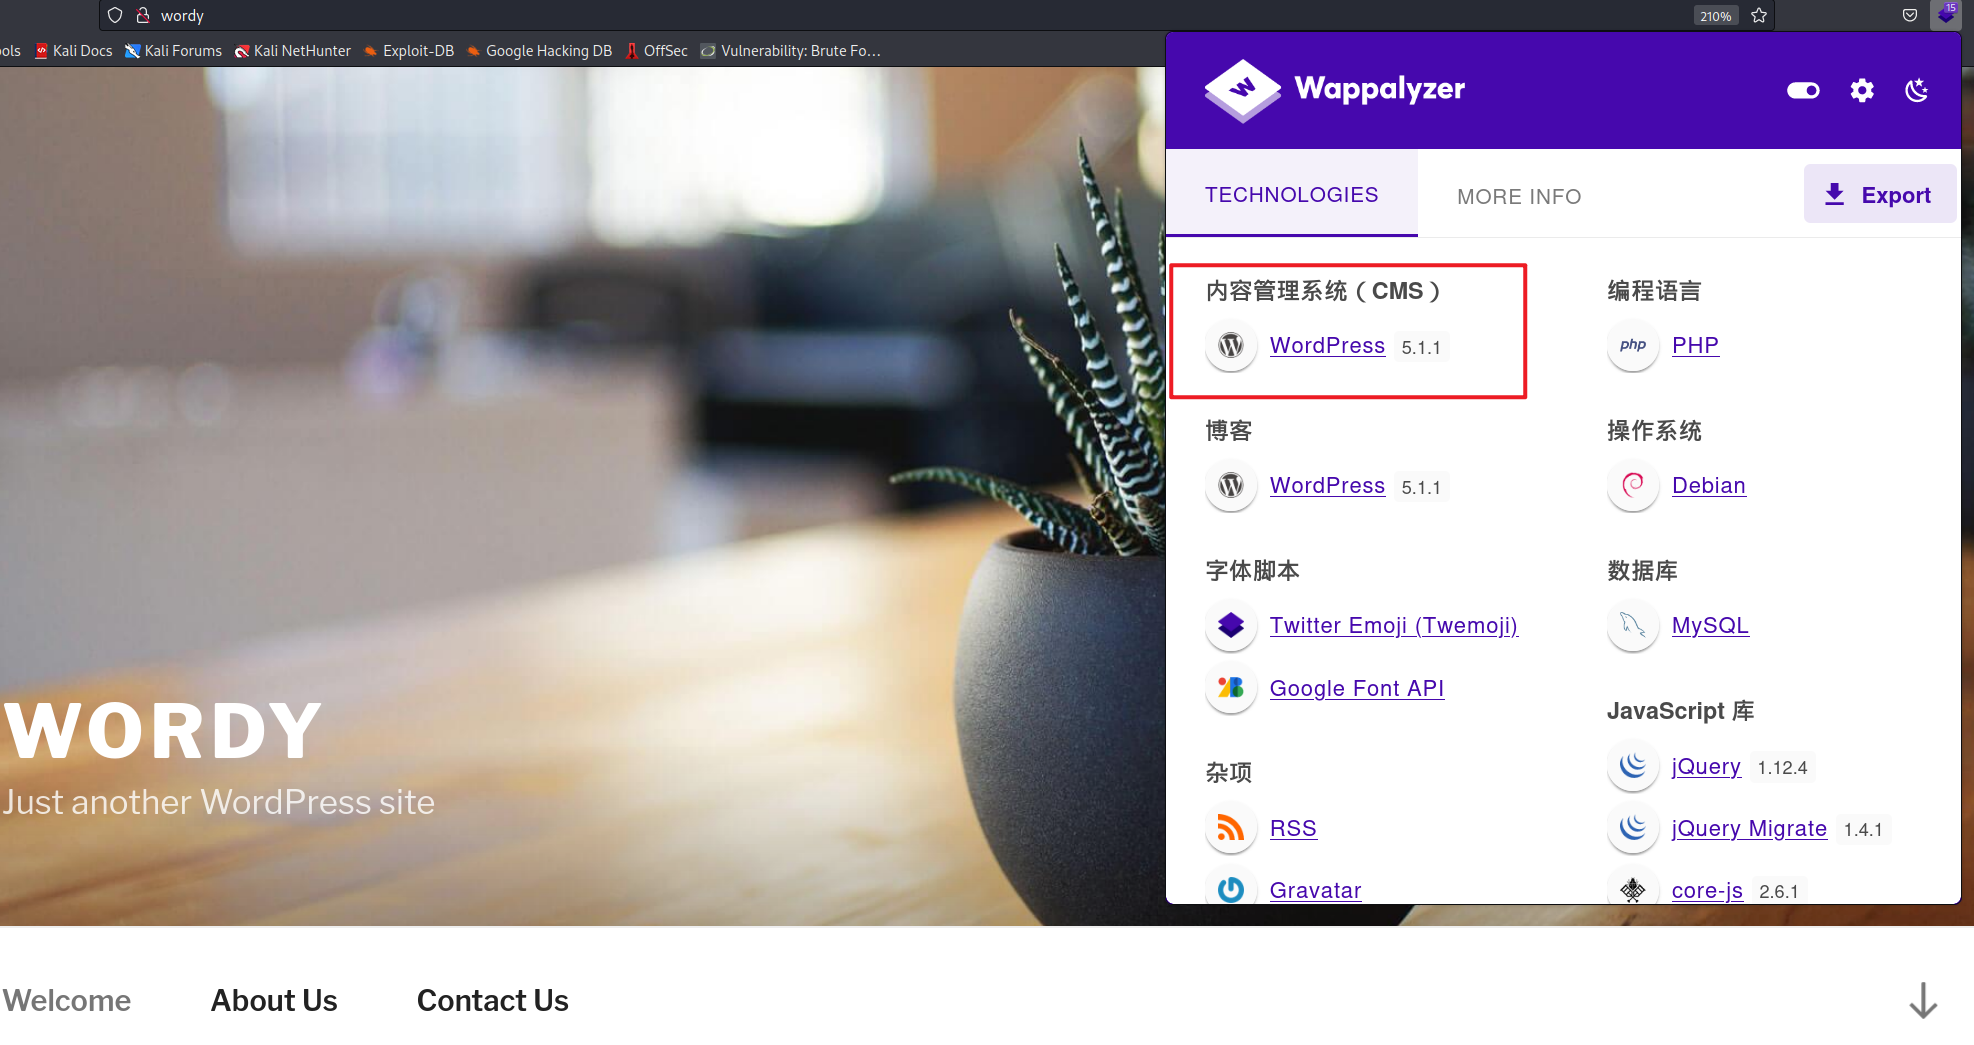 wordy
210%
15
ols
Kali Docs
Kali Forums
Kali NetHunter
Exploit-DB
Google Hacking DB
OffSec
Vulnerability: Brute Fo…
Wappalyzer
TECHNOLOGIES
MORE INFO
Export
内容管理系统（CMS）
WordPress 5.1.1
博客
WordPress 5.1.1
字体脚本
Twitter Emoji (Twemoji)
Google Font API
杂项
RSS
Gravatar
编程语言
php PHP
操作系统
Debian
数据库
MySQL
JavaScript 库
jQuery 1.12.4
jQuery Migrate 1.4.1
core-js 2.6.1
WORDY
Just another WordPress site
Welcome
About Us
Contact Us